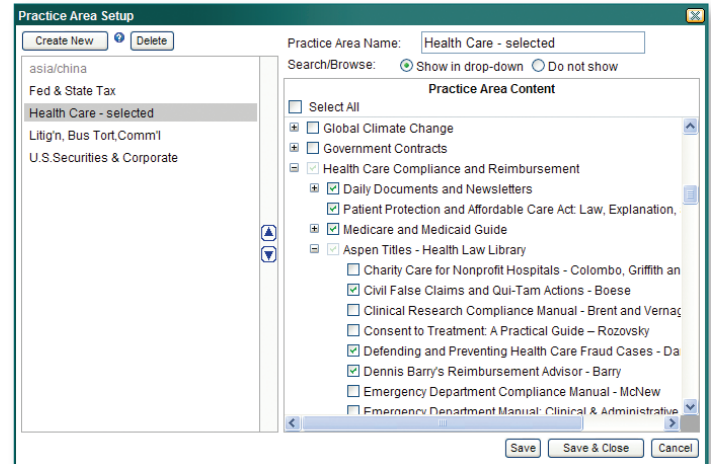 Practice Area Setup
Create New ? Delete
asia/china
Fed & State Tax
Health Care - selected
Litig'n, Bus Tort,Comm'l
U.S.Securities & Corporate
Practice Area Name: Health Care - selected
Search/Browse: Show in drop-down Do not show
Practice Area Content
Select All
Global Climate Change
Government Contracts
Health Care Compliance and Reimbursement
Daily Documents and Newsletters
Patient Protection and Affordable Care Act: Law, Explanation,
Medicare and Medicaid Guide
Aspen Titles - Health Law Library
Charity Care for Nonprofit Hospitals - Colombo, Griffith an
Civil False Claims and Qui-Tam Actions - Boese
Clinical Research Compliance Manual - Brent and Vernag
Consent to Treatment: A Practical Guide – Rozovsky
Defending and Preventing Health Care Fraud Cases - Da
Dennis Barry's Reimbursement Advisor - Barry
Emergency Department Compliance Manual - McNew
Emergency Department Manual: Clinical & Administrative
Save Save & Close Cancel